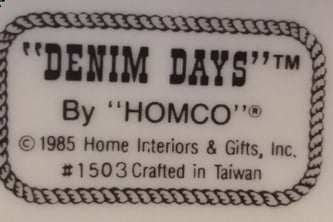 "DENIM DAYS"™
By "HOMCO"®
© 1985 Home Interiors & Gifts, Inc.
#1503 Crafted in Taiwan